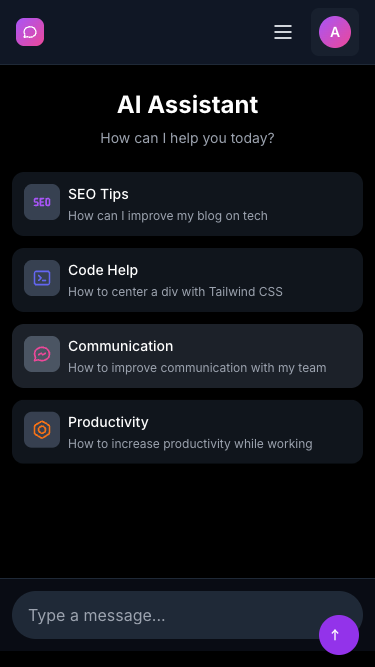 A
AI Assistant
How can I help you today?
SEO
SEO Tips
How can I improve my blog on tech
Code Help
How to center a div with Tailwind CSS
Communication
How to improve communication with my team
Productivity
How to increase productivity while working
Type a message...